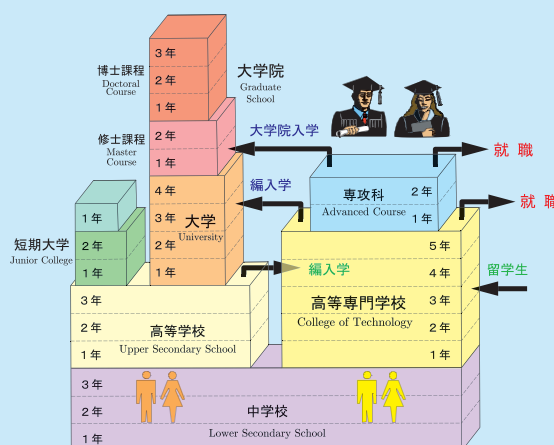 3年
博士課程
Doctoral
Course
2年
1年
大学院
Graduate
School
修士課程
Master
Course
2年
1年
大学院入学
就 職
4年
3年
2年
1年
大学
University
編入学
専攻科
Advanced Course
2年
1年
就 職
1年
短期大学
Junior College
2年
1年
編入学
留学生
5年
4年
3年
2年
1年
高等専門学校
College of Technology
3年
2年
1年
高等学校
Upper Secondary School
3年
2年
1年
中学校
Lower Secondary School